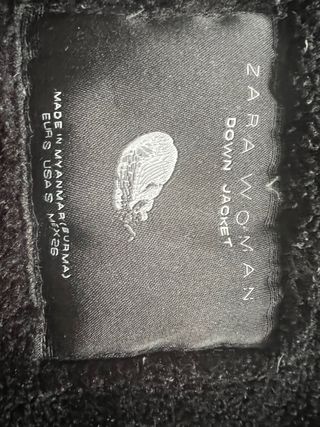 ZARA WOMAN
DOWN JACKET
MADE IN MYANMAR (BURMA)
EUR S USA S MEX 26